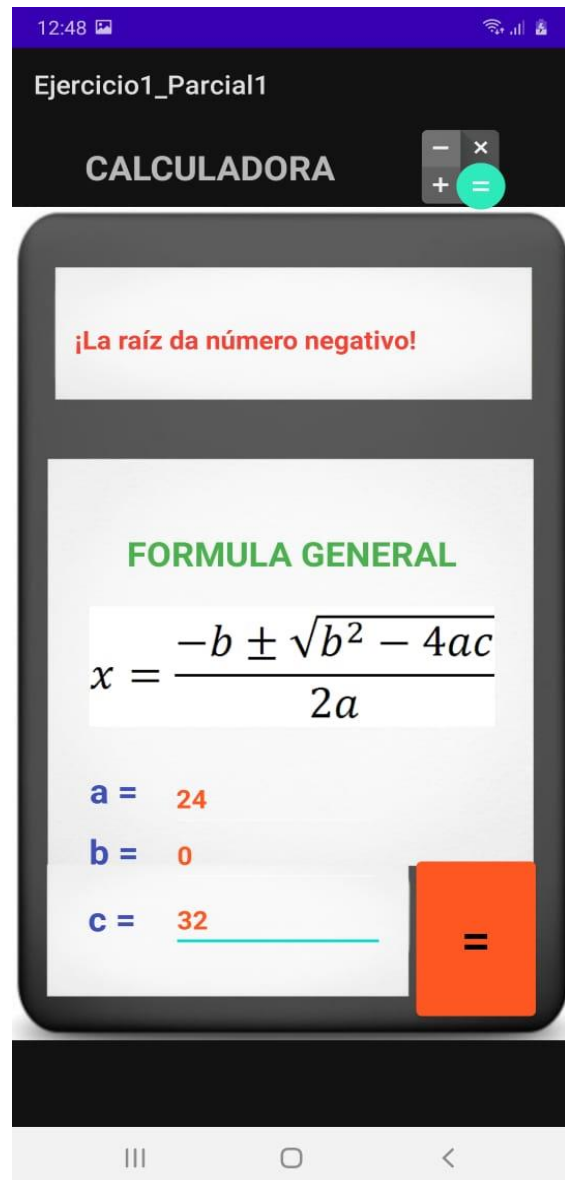 12:48
Ejercicio1_Parcial1
CALCULADORA
− ×
+ =
¡La raíz da número negativo!
FORMULA GENERAL
x = −b ± √b² − 4ac / 2a
a = 24
b = 0
c = 32
=